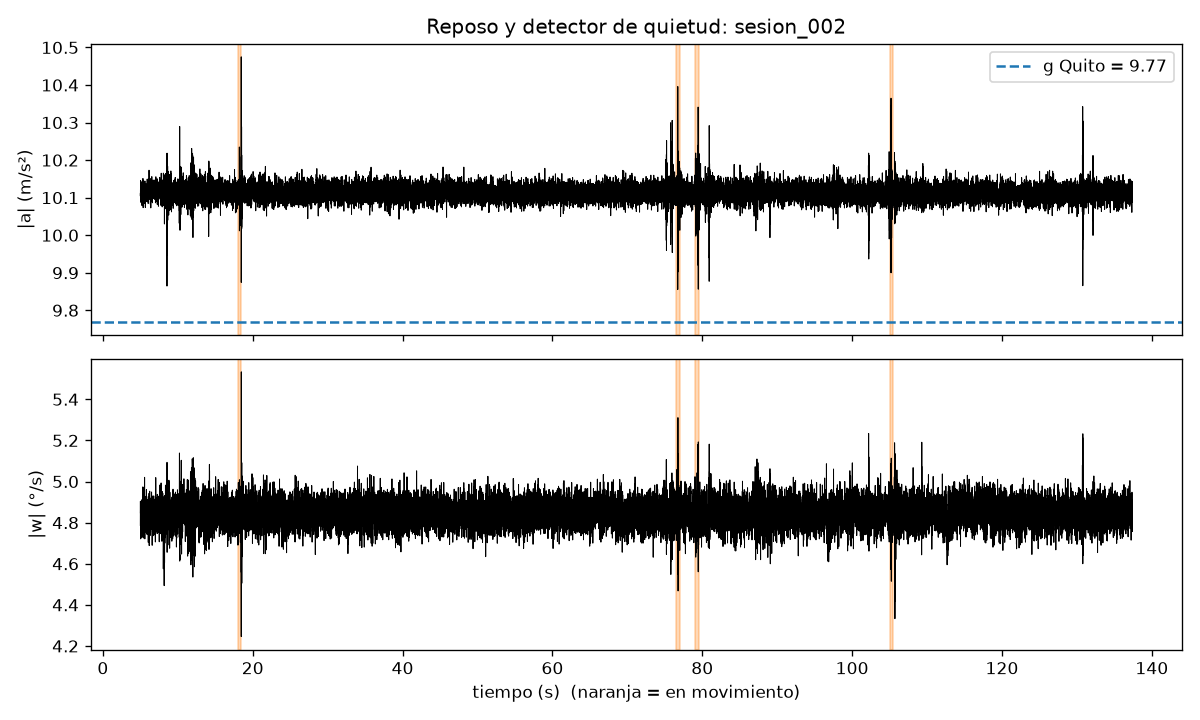 Reposo y detector de quietud: sesion_002
10.5
10.4
10.3
10.2
10.1
10.0
9.9
9.8
|a| (m/s²)
g Quito = 9.77
5.4
5.2
5.0
4.8
4.6
4.4
4.2
|w| (°/s)
0 20 40 60 80 100 120 140
tiempo (s)  (naranja = en movimiento)